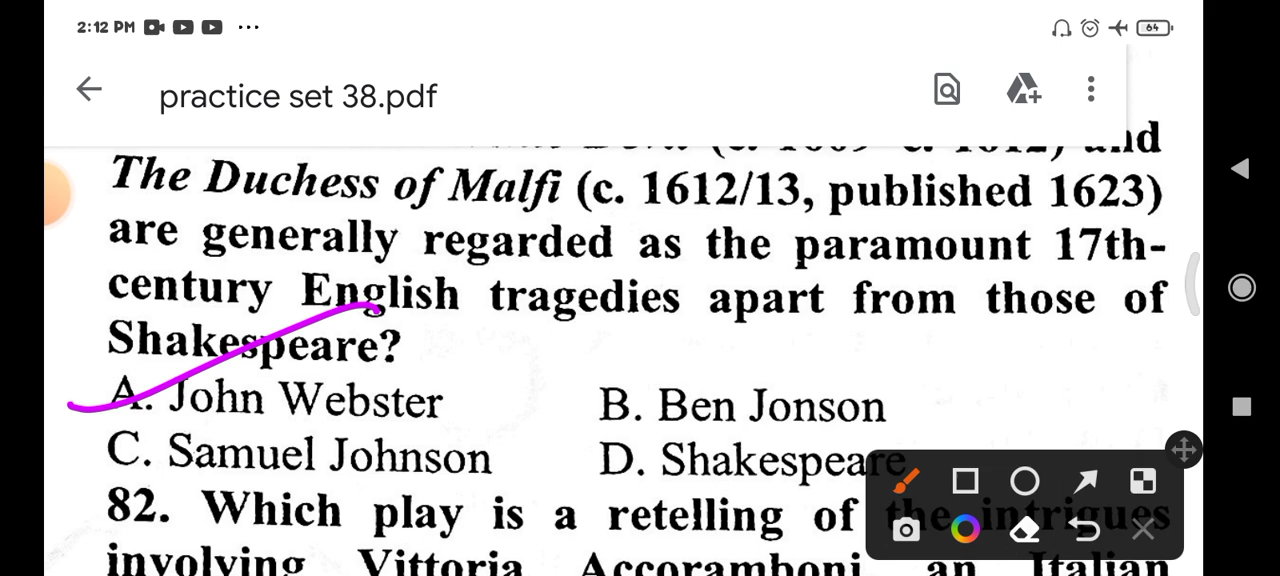 2:12 PM ...
64
practice set 38.pdf
and
The Duchess of Malfi (c. 1612/13, published 1623)
are generally regarded as the paramount 17th-
century English tragedies apart from those of
Shakespeare?
A. John Webster B. Ben Jonson
C. Samuel Johnson D. Shakespeare
82. Which play is a retelling of the intrigues
involving Vittoria Accoramboni, an Italian